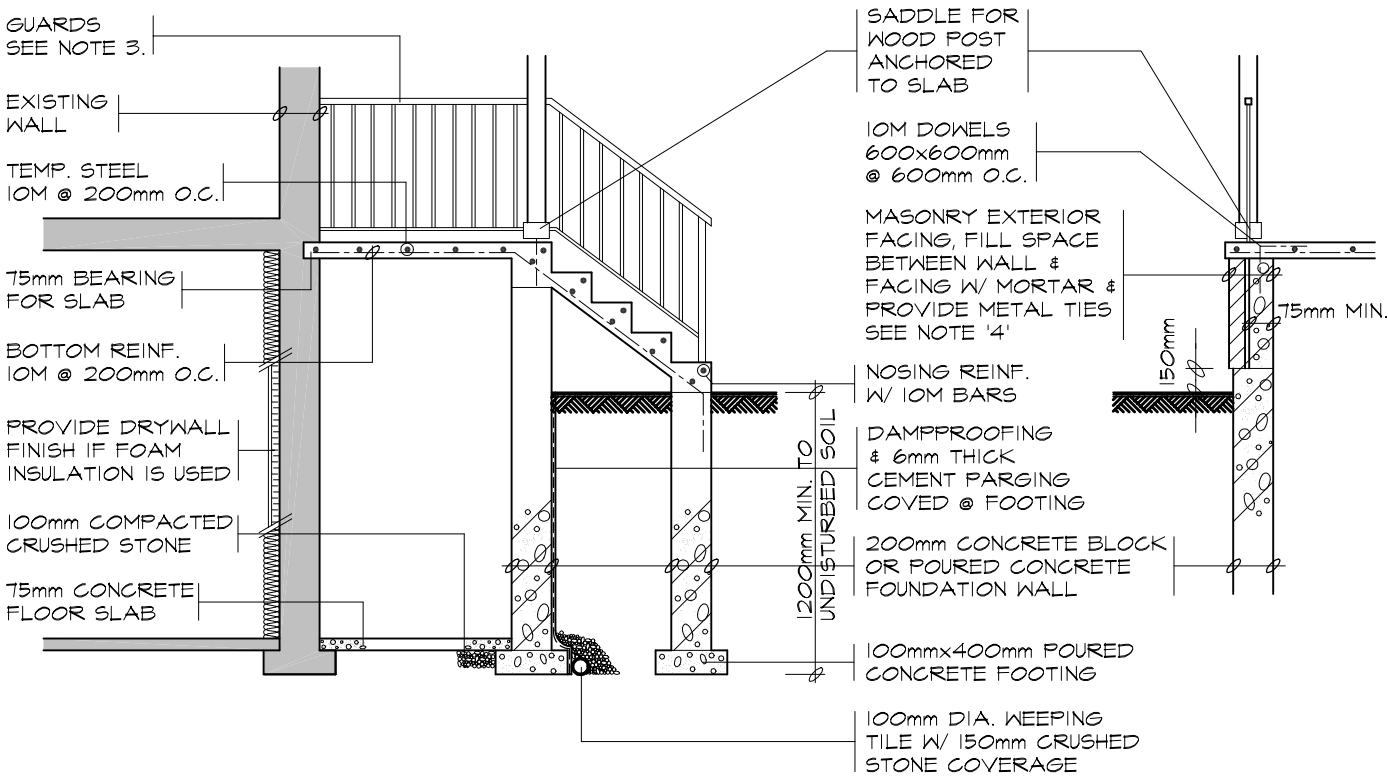 GUARDS
SEE NOTE 3.
EXISTING
WALL
TEMP. STEEL
10M @ 200mm O.C.
75mm BEARING
FOR SLAB
BOTTOM REINF.
10M @ 200mm O.C.
PROVIDE DRYWALL
FINISH IF FOAM
INSULATION IS USED
100mm COMPACTED
CRUSHED STONE
75mm CONCRETE
FLOOR SLAB
SADDLE FOR
WOOD POST
ANCHORED
TO SLAB
10M DOWELS
600x600mm
@ 600mm O.C.
MASONRY EXTERIOR
FACING, FILL SPACE
BETWEEN WALL &
FACING W/ MORTAR &
PROVIDE METAL TIES
SEE NOTE '4'
NOSING REINF.
W/ 10M BARS
DAMPPROOFING
& 6mm THICK
CEMENT PARGING
COVED @ FOOTING
200mm CONCRETE BLOCK
OR POURED CONCRETE
FOUNDATION WALL
100mmx400mm POURED
CONCRETE FOOTING
100mm DIA. WEEPING
TILE W/ 150mm CRUSHED
STONE COVERAGE
1200mm MIN. TO
UNDISTURBED SOIL
150mm
75mm MIN.